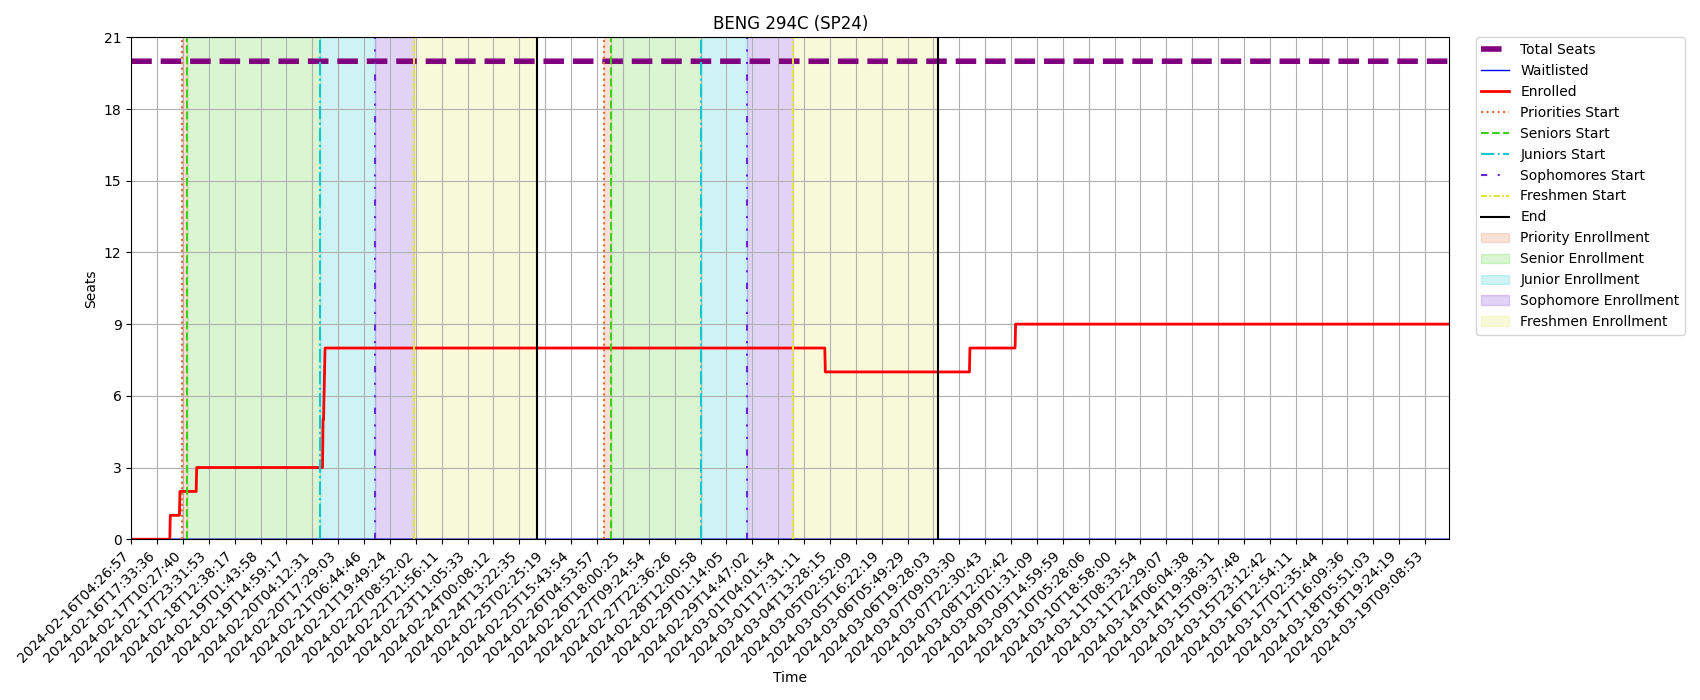 BENG 294C (SP24)
21
18
15
12
9
6
3
0
Seats
2024-02-16T04:26:57
2024-02-16T17:33:36
2024-02-17T10:27:40
2024-02-17T23:31:53
2024-02-18T12:38:17
2024-02-19T01:43:58
2024-02-19T14:59:17
2024-02-20T04:12:31
2024-02-20T17:29:03
2024-02-21T06:44:46
2024-02-21T19:49:24
2024-02-22T08:52:02
2024-02-22T21:56:11
2024-02-23T11:05:33
2024-02-24T00:08:12
2024-02-24T13:22:35
2024-02-25T02:25:19
2024-02-25T15:43:54
2024-02-26T04:53:57
2024-02-26T18:00:25
2024-02-27T09:24:54
2024-02-27T22:36:26
2024-02-28T12:00:58
2024-02-29T01:14:05
2024-02-29T14:47:02
2024-03-01T04:01:54
2024-03-01T17:31:11
2024-03-04T13:28:15
2024-03-05T02:52:09
2024-03-05T16:22:19
2024-03-06T05:49:29
2024-03-06T19:28:03
2024-03-07T09:03:30
2024-03-07T22:30:43
2024-03-08T12:02:42
2024-03-09T01:31:09
2024-03-09T14:59:59
2024-03-10T05:28:06
2024-03-10T18:58:00
2024-03-11T08:33:54
2024-03-11T22:29:07
2024-03-14T06:04:38
2024-03-14T19:38:31
2024-03-15T09:37:48
2024-03-15T23:12:42
2024-03-16T12:54:11
2024-03-17T02:35:44
2024-03-17T16:09:36
2024-03-18T05:51:03
2024-03-18T19:24:19
2024-03-19T09:08:53
Time
Total Seats
Waitlisted
Enrolled
Priorities Start
Seniors Start
Juniors Start
Sophomores Start
Freshmen Start
End
Priority Enrollment
Senior Enrollment
Junior Enrollment
Sophomore Enrollment
Freshmen Enrollment